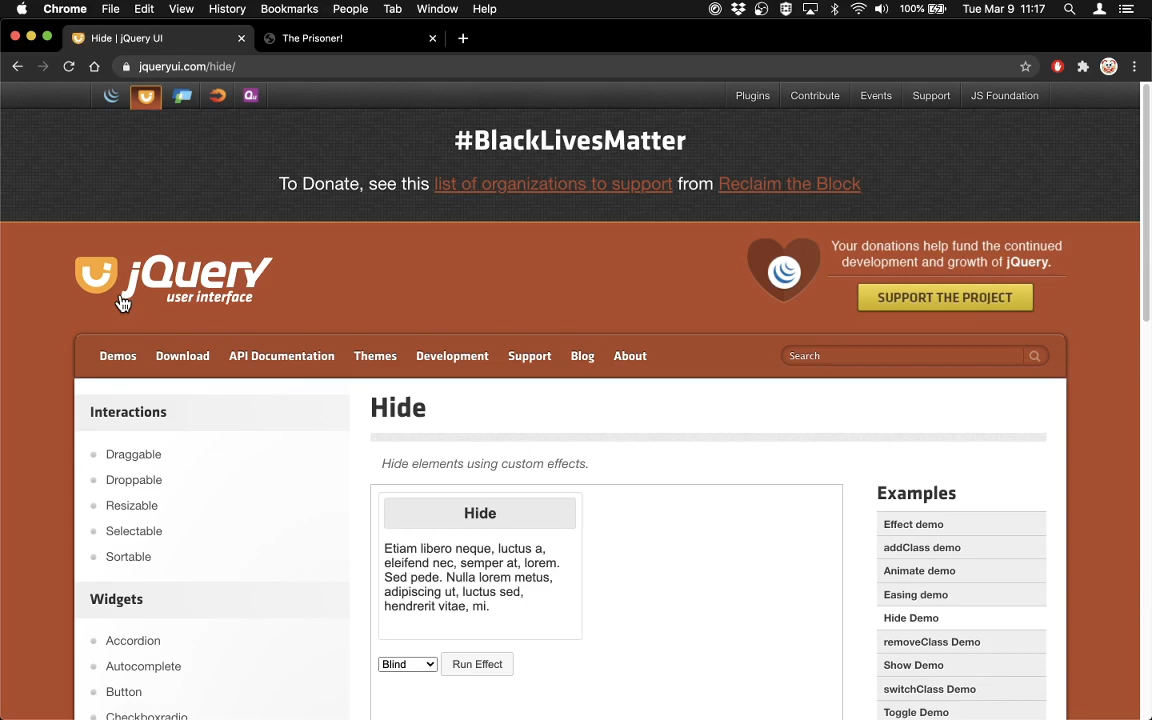 Chrome File Edit View History Bookmarks People Tab Window Help 100% Tue Mar 9 11:17
Hide | jQuery UI The Prisoner!
jqueryui.com/hide/
Plugins Contribute Events Support JS Foundation
#BlackLivesMatter
To Donate, see this list of organizations to support from Reclaim the Block
jQuery
user interface
Your donations help fund the continued
development and growth of jQuery.
SUPPORT THE PROJECT
Demos Download API Documentation Themes Development Support Blog About Search
Interactions
Draggable
Droppable
Resizable
Selectable
Sortable
Widgets
Accordion
Autocomplete
Button
Checkboxradio
Hide
Hide elements using custom effects.
Hide
Etiam libero neque, luctus a,
eleifend nec, semper at, lorem.
Sed pede. Nulla lorem metus,
adipiscing ut, luctus sed,
hendrerit vitae, mi.
Blind Run Effect
Examples
Effect demo
addClass demo
Animate demo
Easing demo
Hide Demo
removeClass Demo
Show Demo
switchClass Demo
Toggle Demo